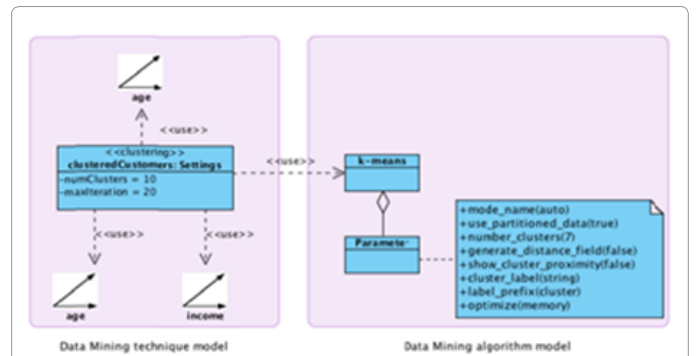 age
<<use>>
<<clustering>>
clusteredCustomers: Settings
-numClusters = 10
-maxIteration = 20
<<use>>
<<use>>
<<use>>
age
income
Data Mining technique model
k-means
Parameter
+mode_name(auto)
+use_partitioned_data(true)
+number_clusters(7)
+generate_distance_field(false)
+show_cluster_proximity(false)
+cluster_label(string)
+label_prefix(cluster)
+optimize(memory)
Data Mining algorithm model